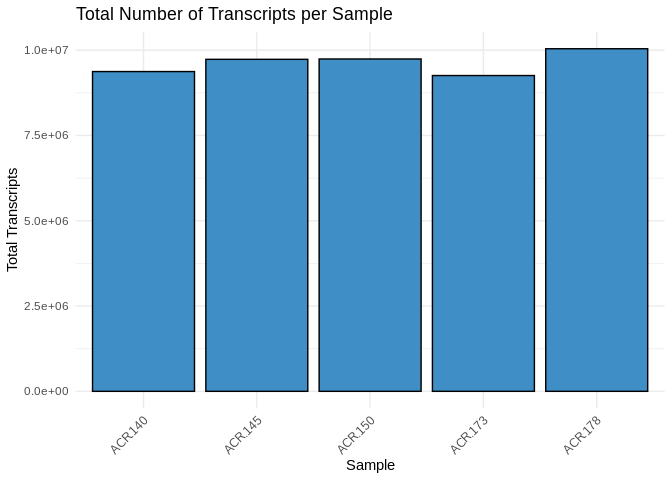 Total Number of Transcripts per Sample
1.0e+07
7.5e+06
5.0e+06
2.5e+06
0.0e+00
Total Transcripts
ACR140
ACR145
ACR150
ACR173
ACR178
Sample